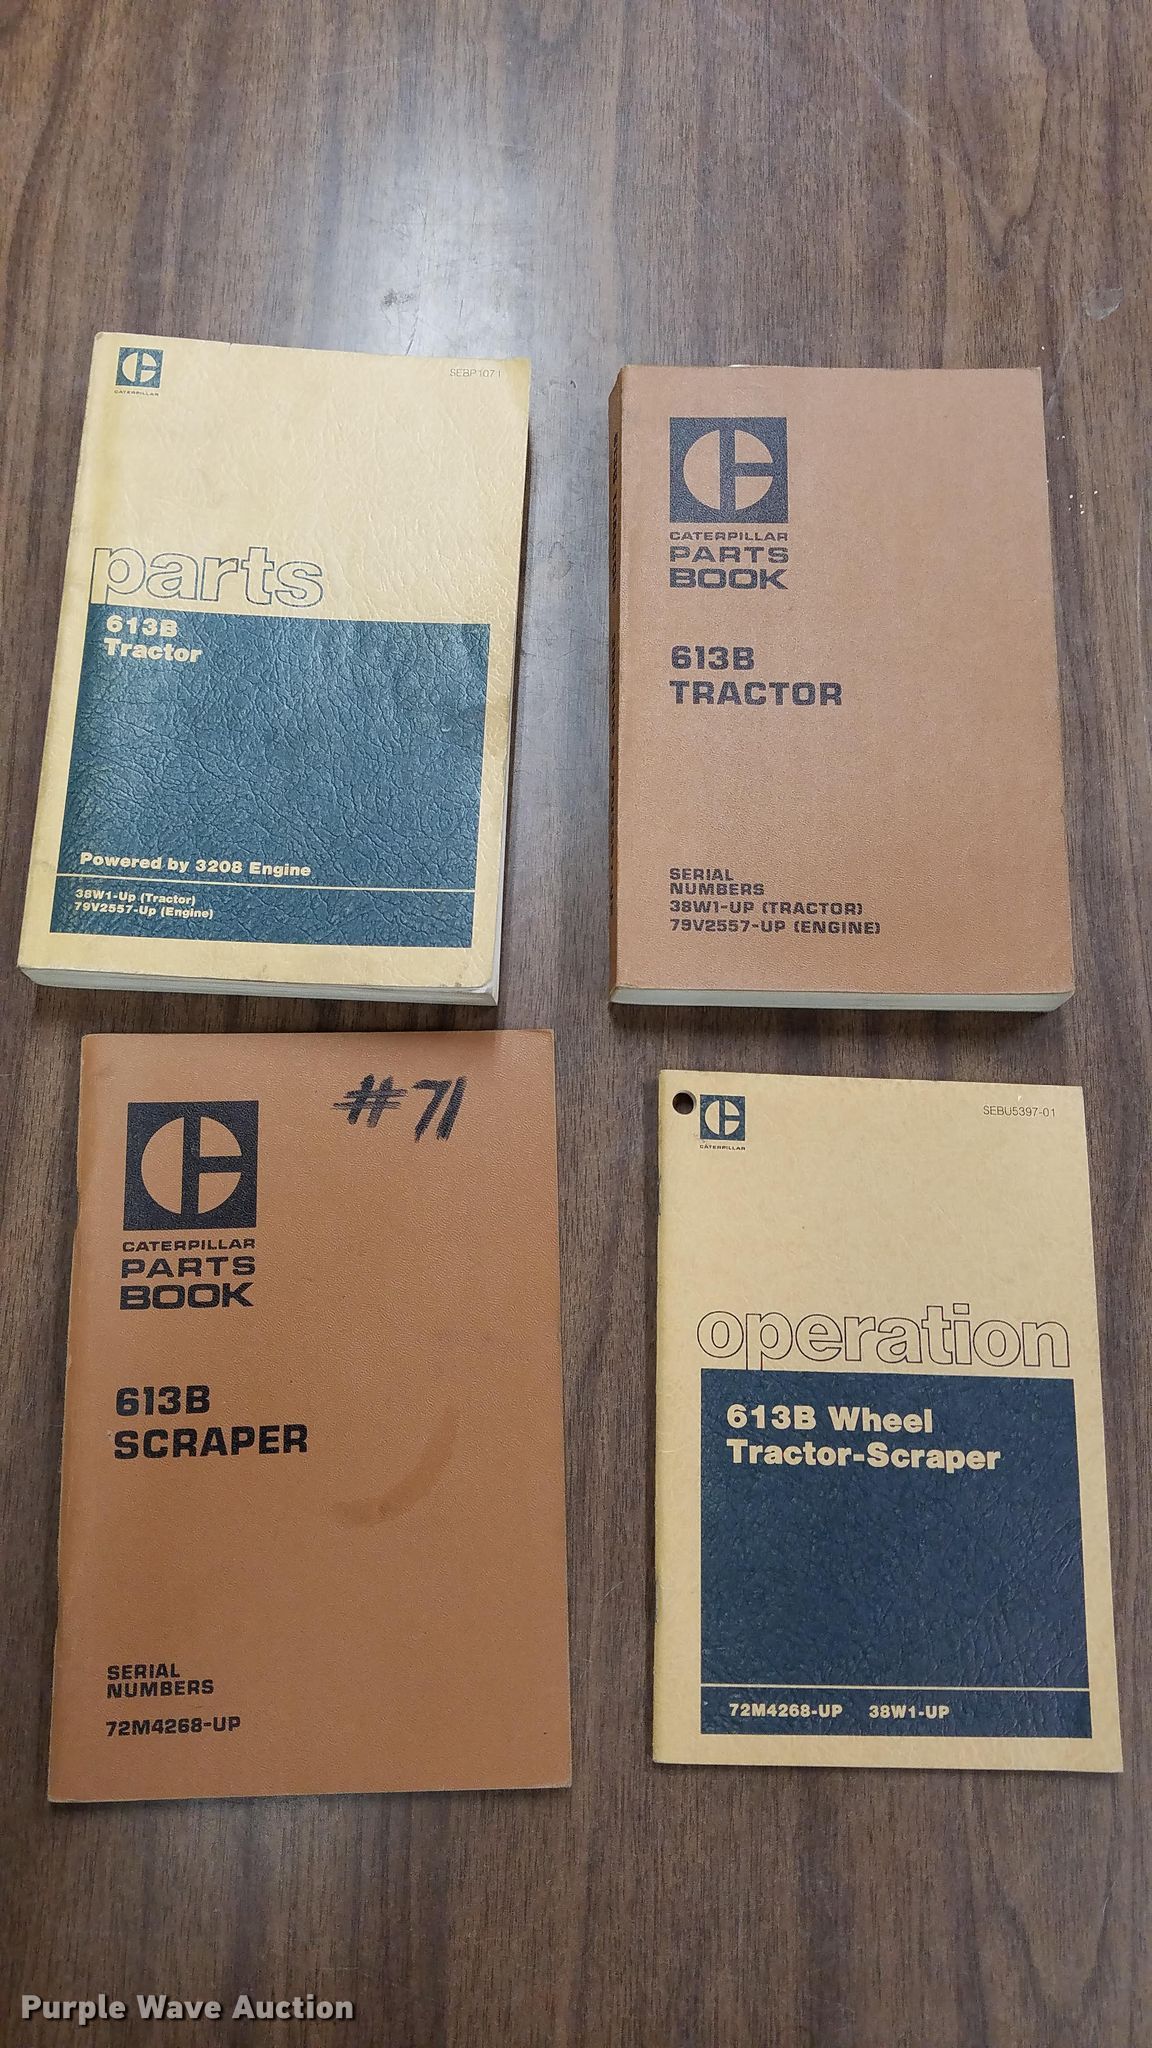 CATERPILLAR
SEBP1071
parts
613B
Tractor
Powered by 3208 Engine
38W1-Up (Tractor)
79V2557-Up (Engine)
CATERPILLAR
PARTS
BOOK
613B
TRACTOR
SERIAL
NUMBERS
38W1-UP (TRACTOR)
79V2557-UP (ENGINE)
#71
CATERPILLAR
PARTS
BOOK
613B
SCRAPER
SERIAL
NUMBERS
72M4268-UP
CATERPILLAR
SEBU5397-01
operation
613B Wheel
Tractor-Scraper
72M4268-UP 38W1-UP
Purple Wave Auction